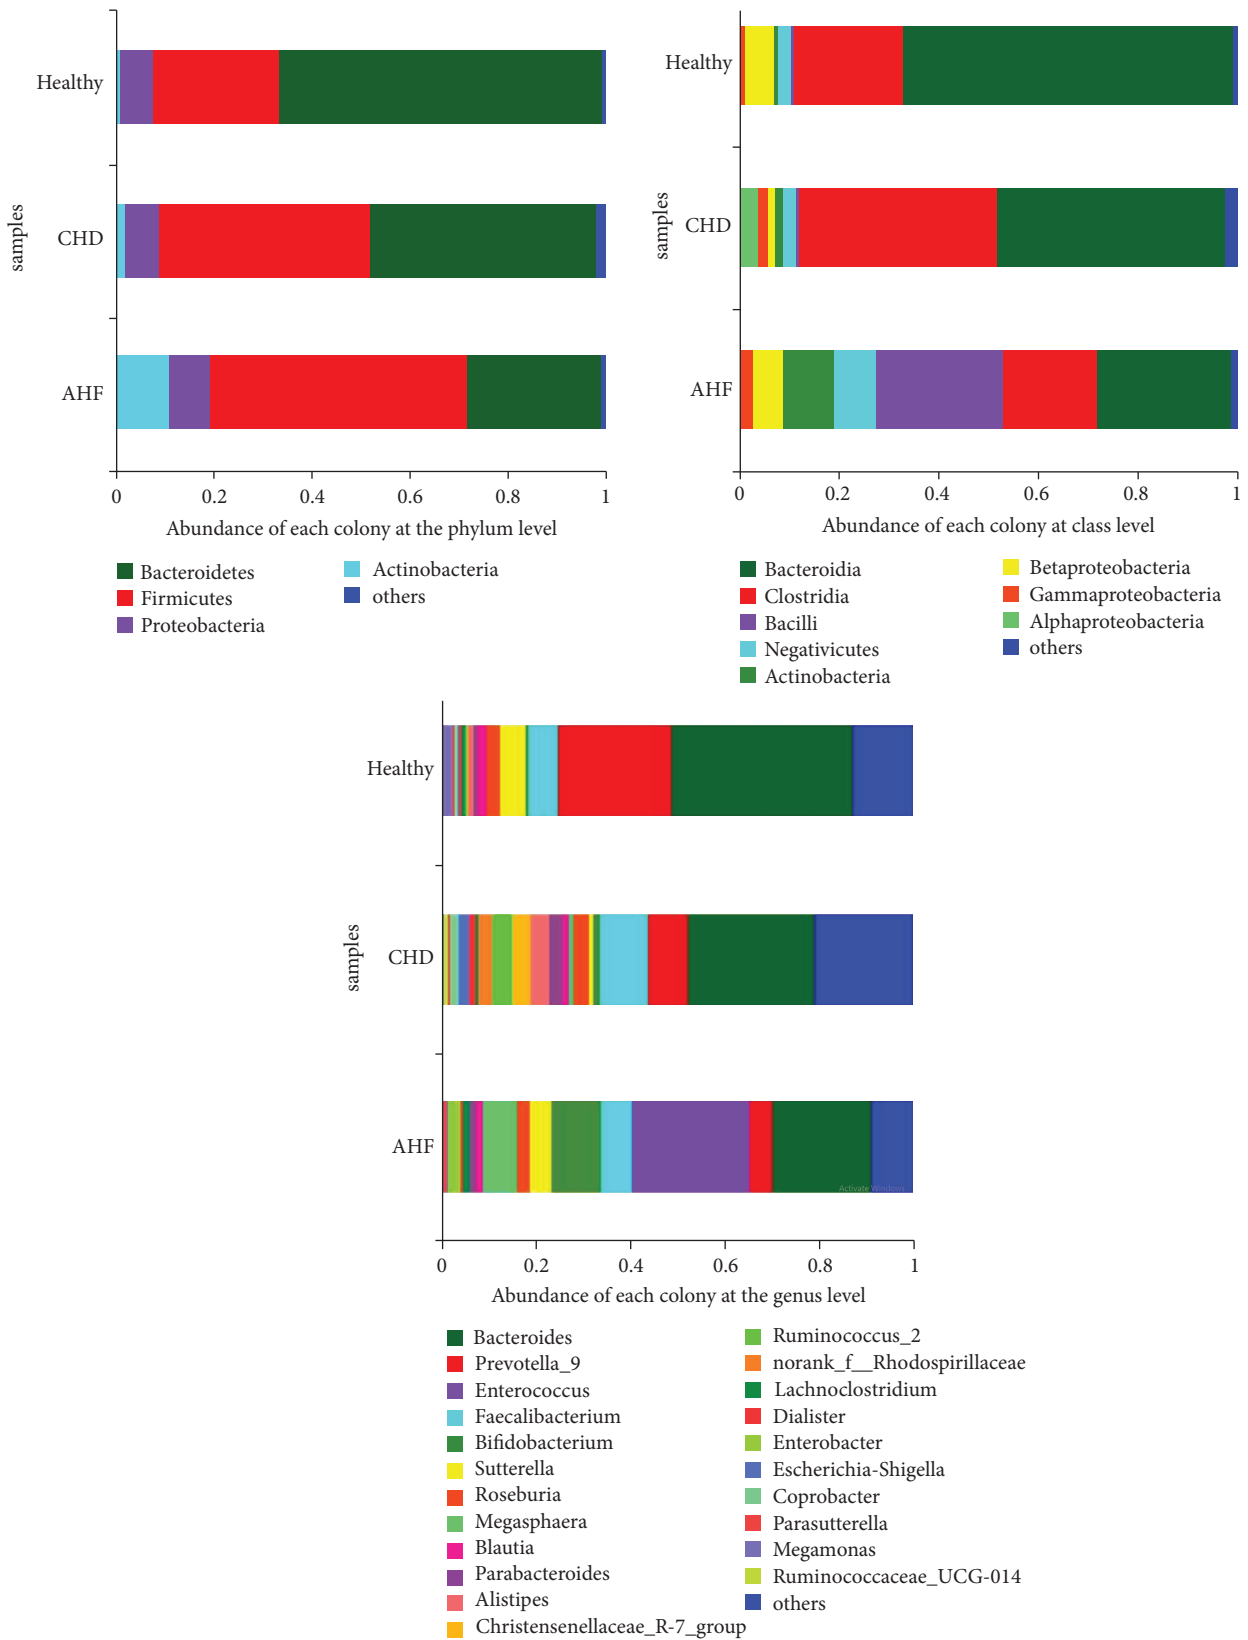 Healthy
CHD
AHF
samples
0 0.2 0.4 0.6 0.8 1
Abundance of each colony at the phylum level
Bacteroidetes
Firmicutes
Proteobacteria
Actinobacteria
others
Healthy
CHD
AHF
samples
0 0.2 0.4 0.6 0.8 1
Abundance of each colony at class level
Bacteroidia
Clostridia
Bacilli
Negativicutes
Actinobacteria
Betaproteobacteria
Gammaproteobacteria
Alphaproteobacteria
others
Healthy
CHD
AHF
samples
Activate Windows
0 0.2 0.4 0.6 0.8 1
Abundance of each colony at the genus level
Bacteroides
Prevotella_9
Enterococcus
Faecalibacterium
Bifidobacterium
Sutterella
Roseburia
Megasphaera
Blautia
Parabacteroides
Alistipes
Christensenellaceae_R-7_group
Ruminococcus_2
norank_f__Rhodospirillaceae
Lachnoclostridium
Dialister
Enterobacter
Escherichia-Shigella
Coprobacter
Parasutterella
Megamonas
Ruminococcaceae_UCG-014
others